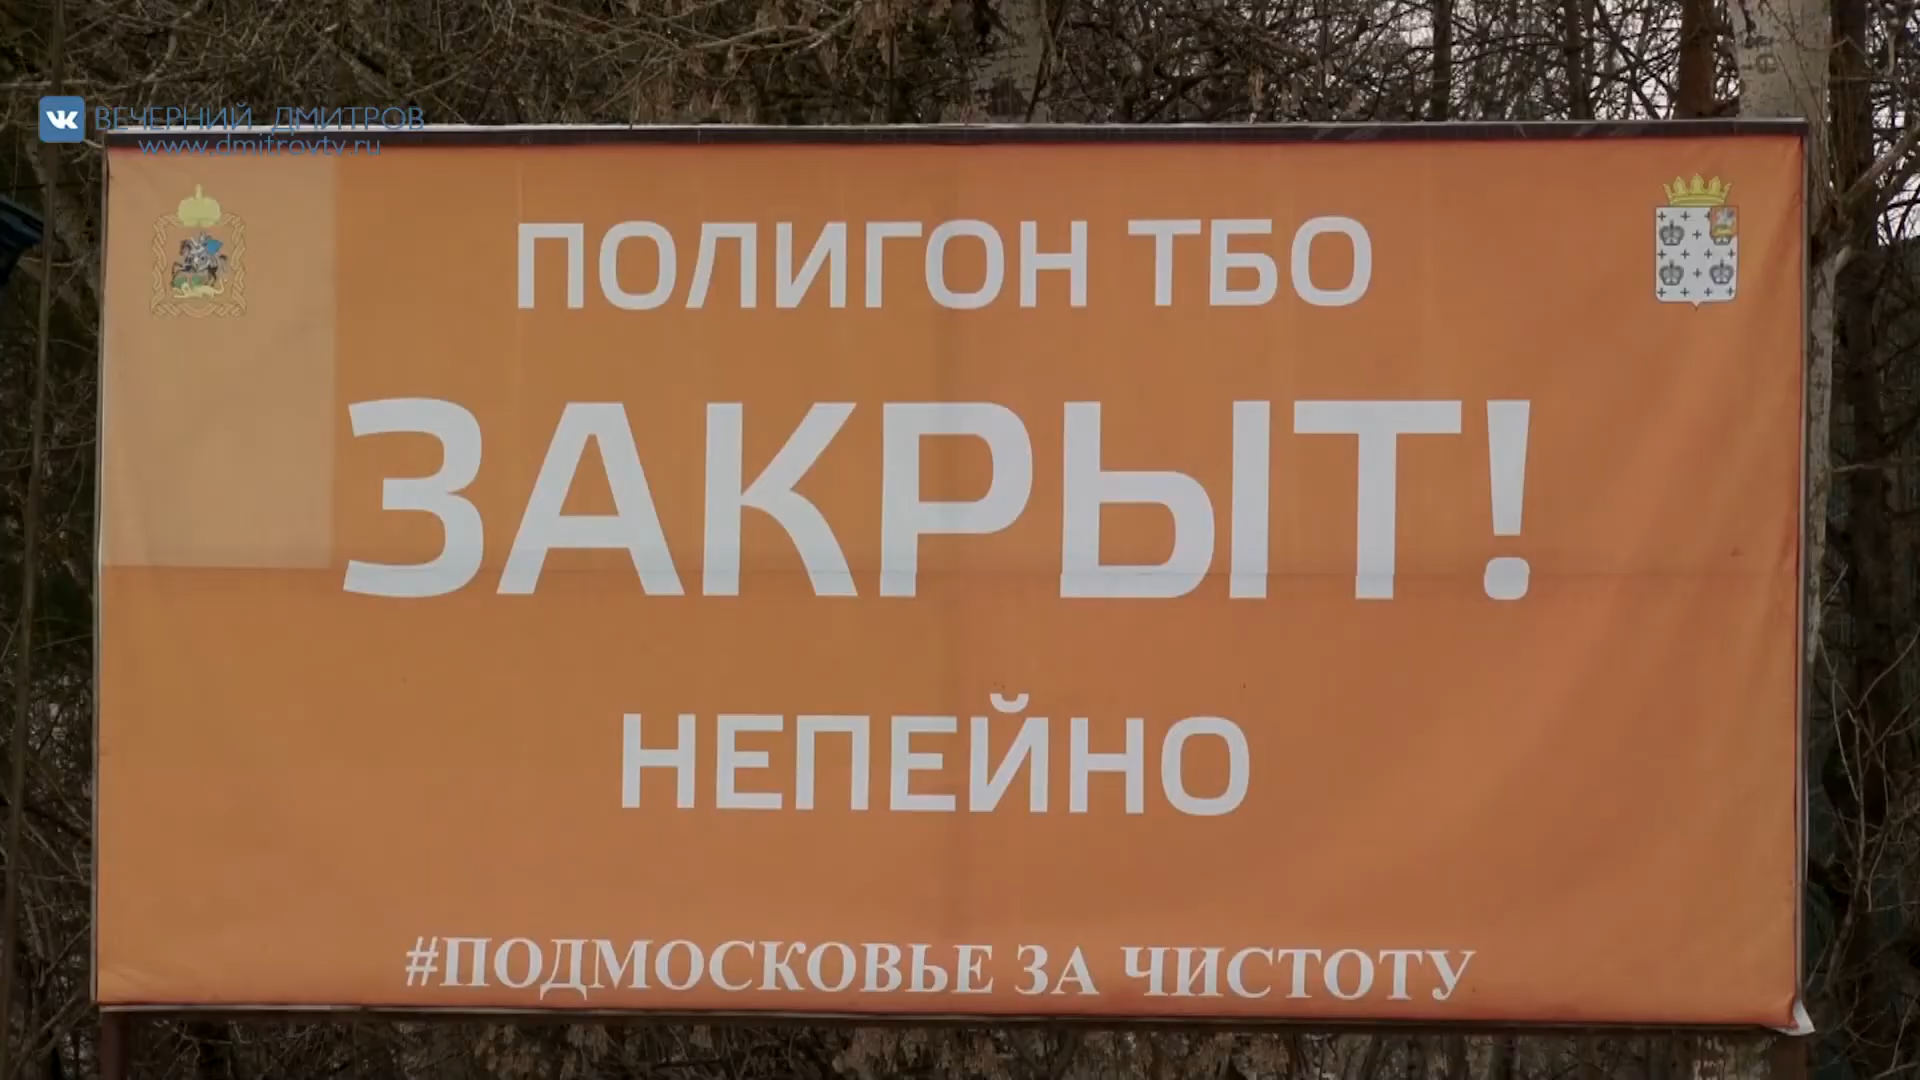 ВЕЧЕРНИЙ ДМИТРОВ
www.dmitrovtv.ru
ПОЛИГОН ТБО
ЗАКРЫТ!
НЕПЕЙНО
#ПОДМОСКОВЬЕ ЗА ЧИСТОТУ